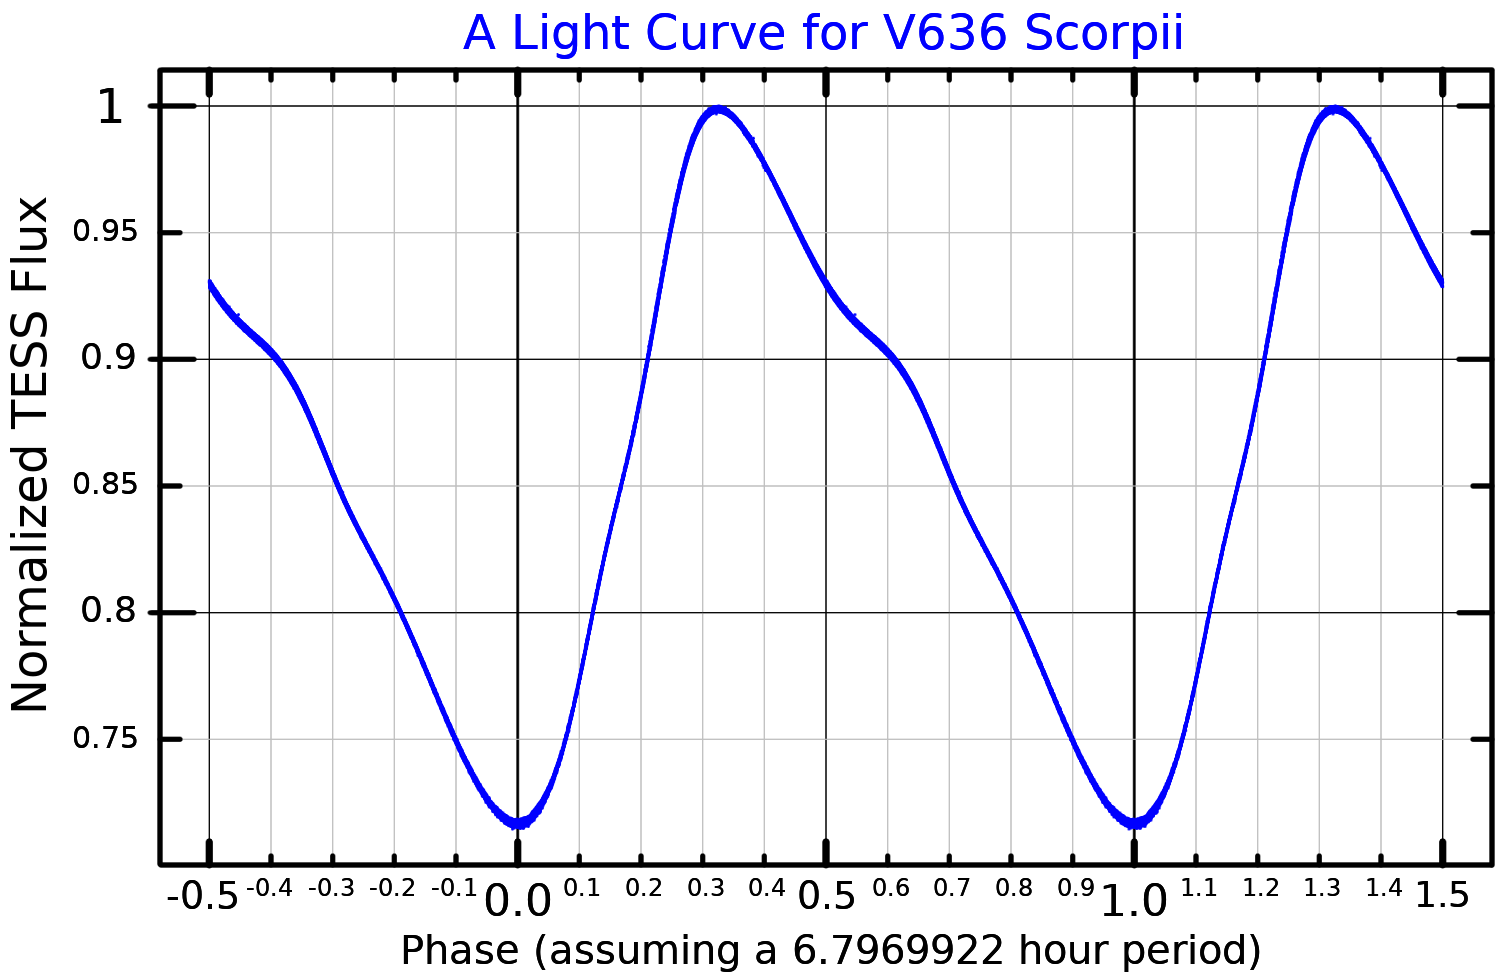 A Light Curve for V636 Scorpii
Normalized TESS Flux
1
0.95
0.9
0.85
0.8
0.75
-0.5 -0.4 -0.3 -0.2 -0.1 0.0 0.1 0.2 0.3 0.4 0.5 0.6 0.7 0.8 0.9 1.0 1.1 1.2 1.3 1.4 1.5
Phase (assuming a 6.7969922 hour period)